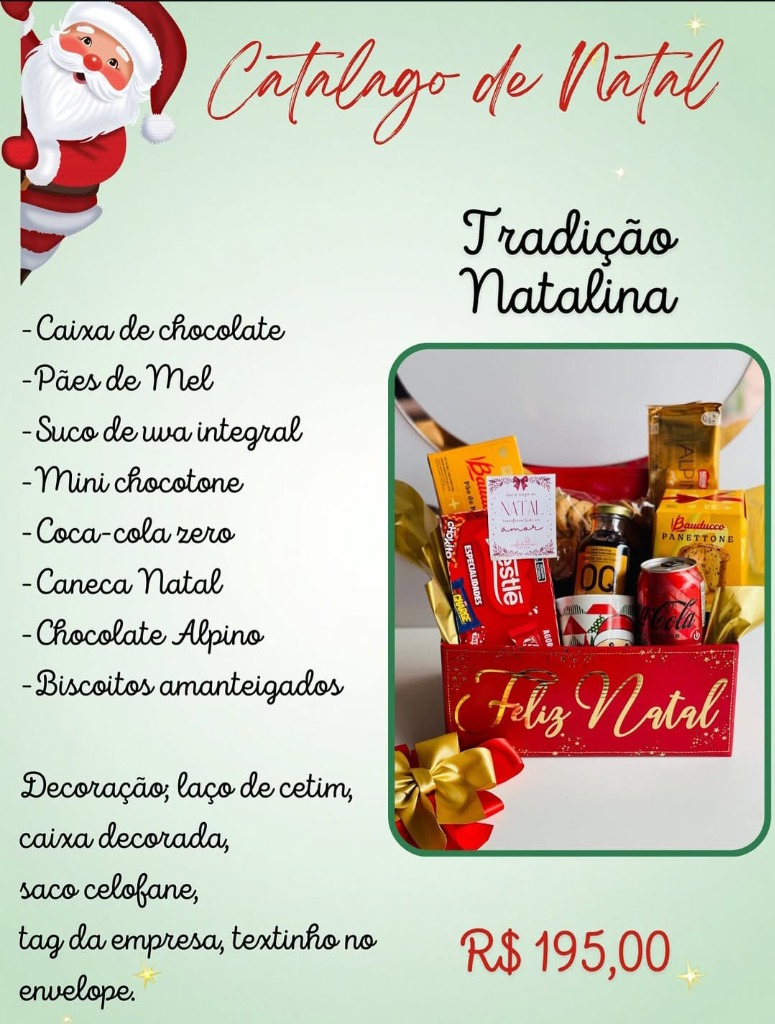 Catalago de Natal
Tradição
Natalina
-Caixa de chocolate
-Pães de Mel
-Suco de uva integral
-Mini chocotone
-Coca-cola zero
-Caneca Natal
-Chocolate Alpino
-Biscoitos amanteigados
Decoração; laço de cetim,
caixa decorada,
saco celofane,
tag da empresa, textinho no
envelope.
NATAL
amor
ESPECIALIDADES
Nestlé
OQ
Bauducco
PANETTONE
Coca-Cola
Feliz Natal
R$ 195,00